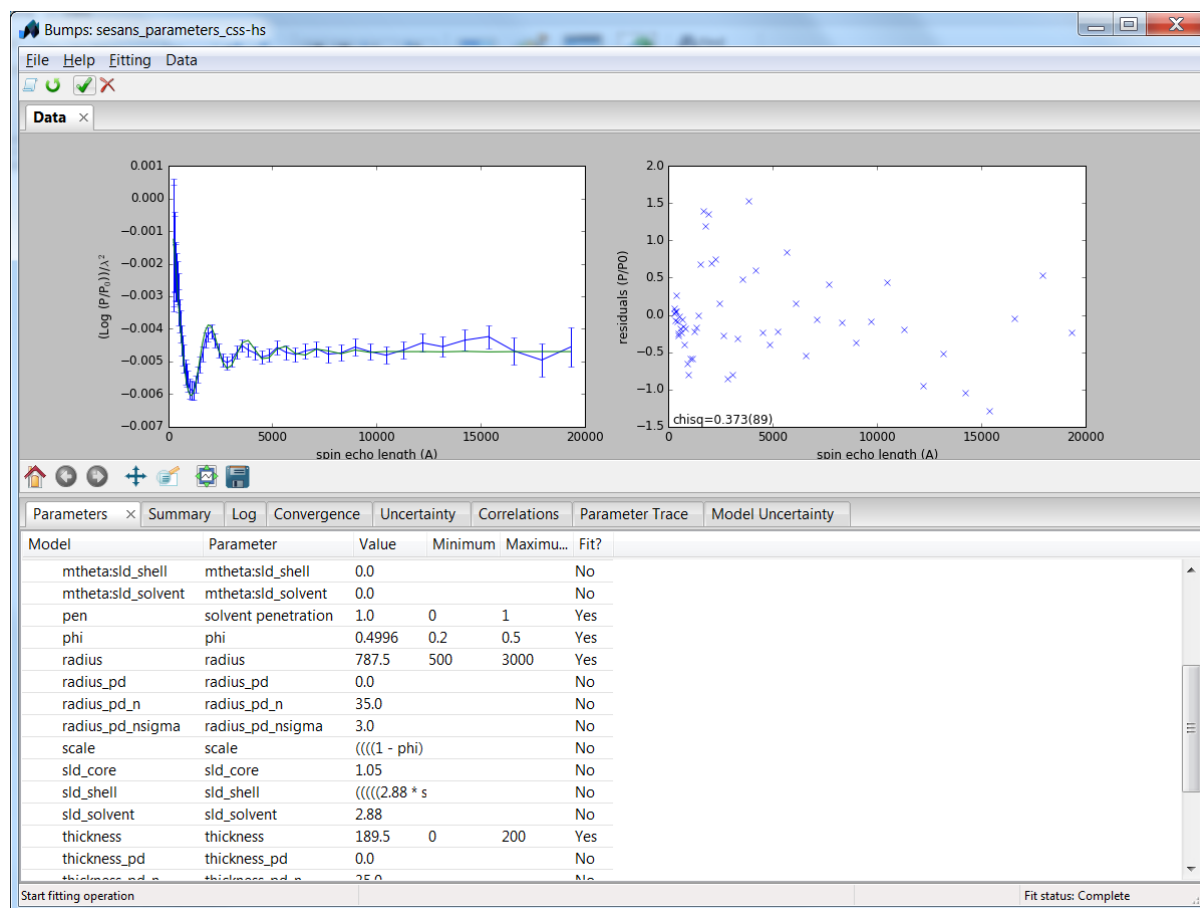 Bumps: sesans_parameters_css-hs
File Help Fitting Data
Data ×
0.001
0.000
−0.001
−0.002
−0.003
−0.004
−0.005
−0.006
−0.007
(Log (P/P₀))/λ²
0 5000 10000 15000 20000
spin echo length (A)
2.0
1.5
1.0
0.5
0.0
−0.5
−1.0
−1.5
residuals (P/P0)
chisq=0.373(89)
0 5000 10000 15000 20000
spin echo length (A)
Parameters × Summary Log Convergence Uncertainty Correlations Parameter Trace Model Uncertainty
Model Parameter Value Minimum Maximu... Fit?
mtheta:sld_shell mtheta:sld_shell 0.0 No
mtheta:sld_solvent mtheta:sld_solvent 0.0 No
pen solvent penetration 1.0 0 1 Yes
phi phi 0.4996 0.2 0.5 Yes
radius radius 787.5 500 3000 Yes
radius_pd radius_pd 0.0 No
radius_pd_n radius_pd_n 35.0 No
radius_pd_nsigma radius_pd_nsigma 3.0 No
scale scale ((((1 - phi) No
sld_core sld_core 1.05 No
sld_shell sld_shell (((((2.88 * s No
sld_solvent sld_solvent 2.88 No
thickness thickness 189.5 0 200 Yes
thickness_pd thickness_pd 0.0 No
thickness_pd_n thickness_pd_n 35.0 No
Start fitting operation Fit status: Complete